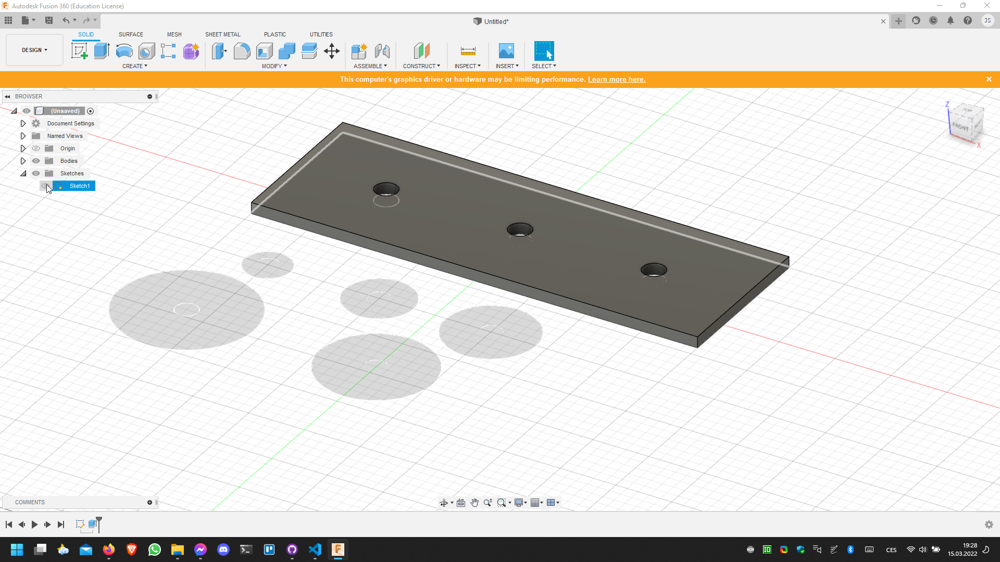 Autodesk Fusion 360 (Education License)
Untitled*
JS
SOLID
SURFACE
MESH
SHEET METAL
PLASTIC
UTILITIES
DESIGN
CREATE
MODIFY
ASSEMBLE
CONSTRUCT
INSPECT
INSERT
SELECT
This computer's graphics driver or hardware may be limiting performance. Learn more here.
BROWSER
(Unsaved)
Document Settings
Named Views
Origin
Bodies
Sketches
Sketch1
Z
TOP
FRONT
X
COMMENTS
ID
CES
19:28
15.03.2022